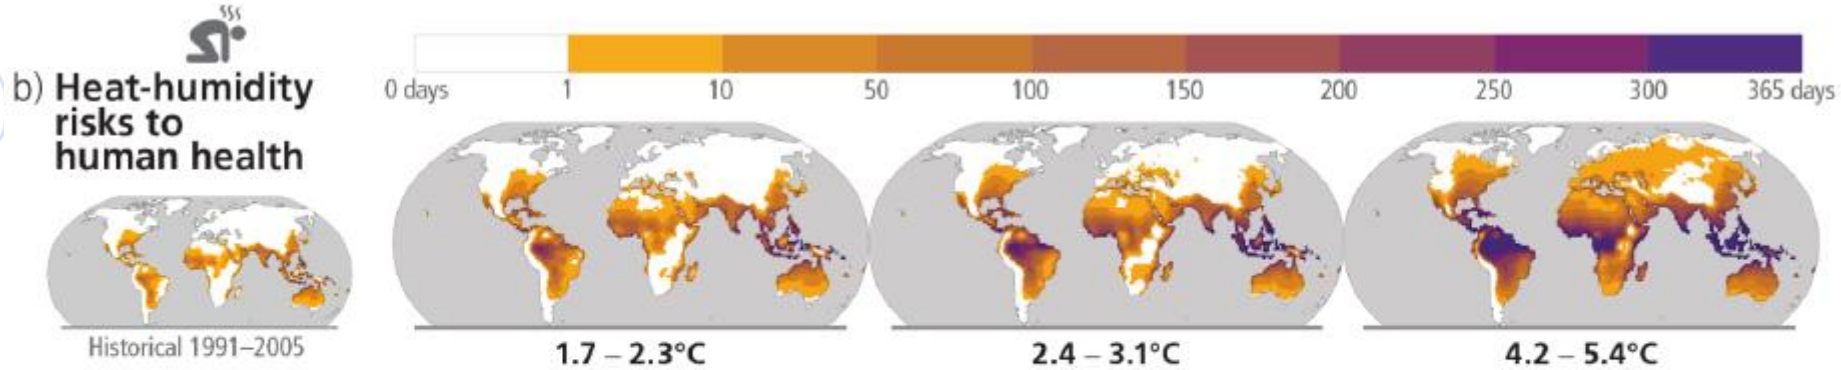 b) Heat-humidity
risks to
human health
0 days 1 10 50 100 150 200 250 300 365 days
Historical 1991–2005
1.7 – 2.3°C
2.4 – 3.1°C
4.2 – 5.4°C